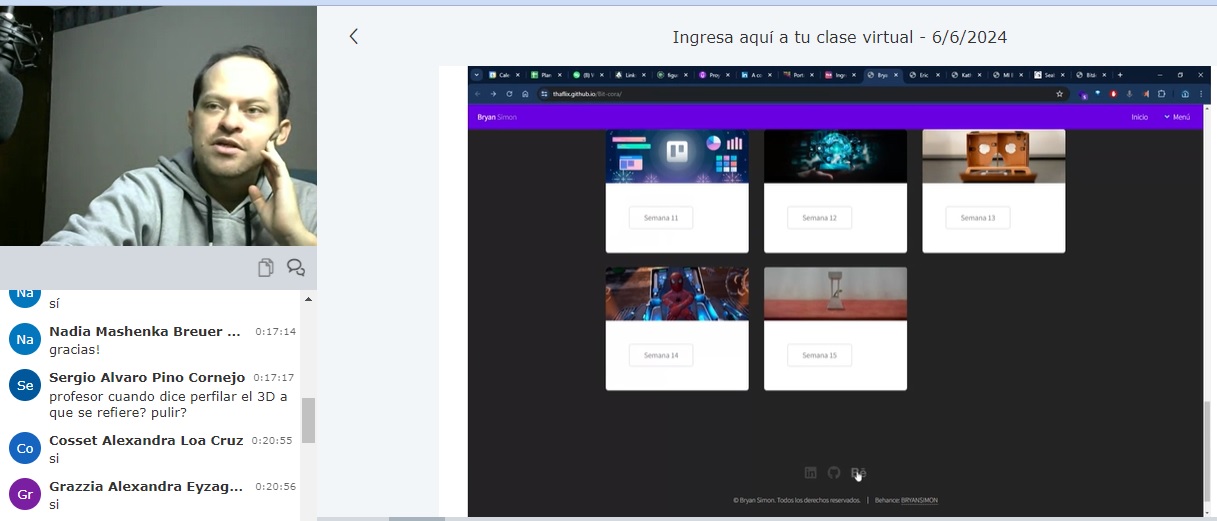 Ingresa aquí a tu clase virtual - 6/6/2024
thaflix.github.io/Bit-cora/
Bryan Simon
Inicio
Menú
Semana 11
Semana 12
Semana 13
Semana 14
Semana 15
© Bryan Simon. Todos los derechos reservados. | Behance: BRYANSIMON
Na
sí
Na
Nadia Mashenka Breuer ... 0:17:14
gracias!
Se
Sergio Alvaro Pino Cornejo 0:17:17
profesor cuando dice perfilar el 3D a
que se refiere? pulir?
Co
Cosset Alexandra Loa Cruz 0:20:55
si
Gr
Grazzia Alexandra Eyzag... 0:20:56
si